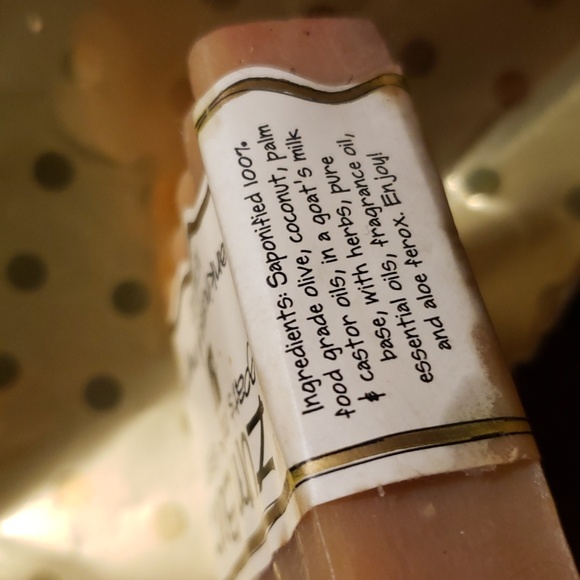 Ingredients: Saponified 100%
food grade olive, coconut, palm
& castor oils, in a goat's milk
base, with herbs, pure
essential oils, fragrance oil,
and aloe ferox. Enjoy!